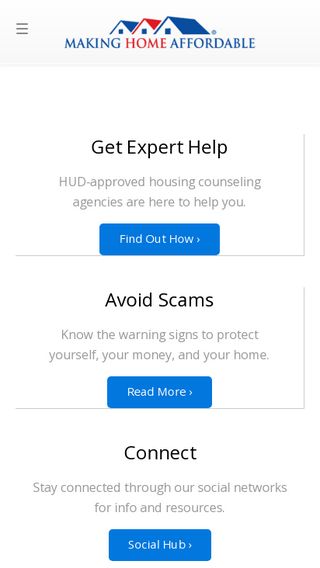 MAKING HOME AFFORDABLE®
Get Expert Help
HUD-approved housing counseling
agencies are here to help you.
Find Out How ›
Avoid Scams
Know the warning signs to protect
yourself, your money, and your home.
Read More ›
Connect
Stay connected through our social networks
for info and resources.
Social Hub ›